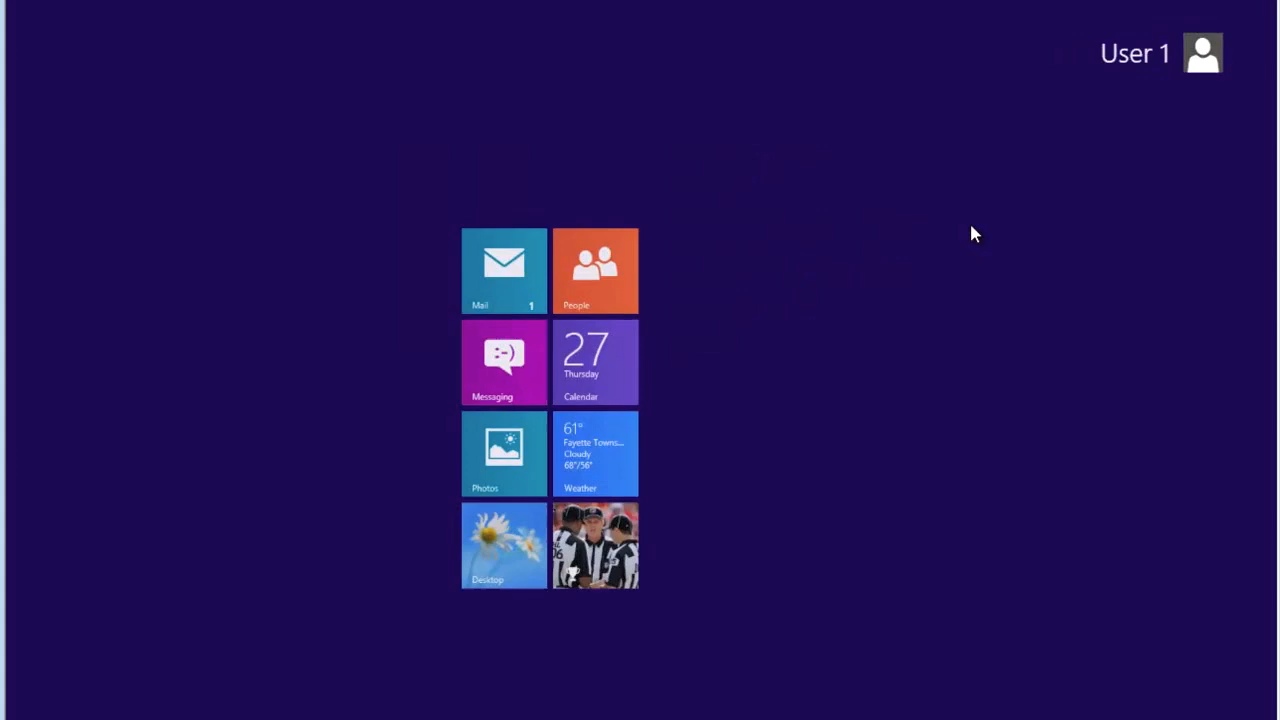 User 1
Mail 1
People
:-)
Messaging
27
Thursday
Calendar
Photos
61°
Fayette Towns...
Cloudy
68°/56°
Weather
Desktop